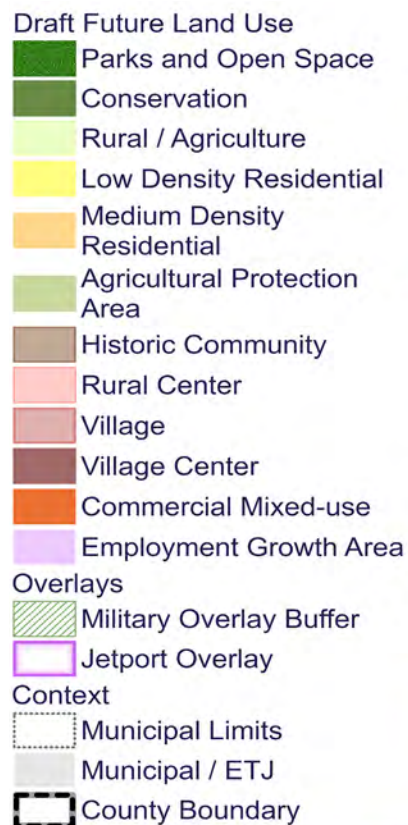 Draft Future Land Use
Parks and Open Space
Conservation
Rural / Agriculture
Low Density Residential
Medium Density
Residential
Agricultural Protection
Area
Historic Community
Rural Center
Village
Village Center
Commercial Mixed-use
Employment Growth Area
Overlays
Military Overlay Buffer
Jetport Overlay
Context
Municipal Limits
Municipal / ETJ
County Boundary